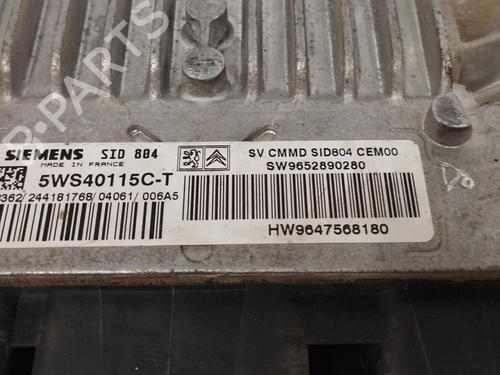 SIEMENS SID 804
MADE IN FRANCE
5WS40115C-T
362/244181768/04061/006A5
SV CMMD SID804 CEM00
SW9652890280
HW9647568180
PARTS